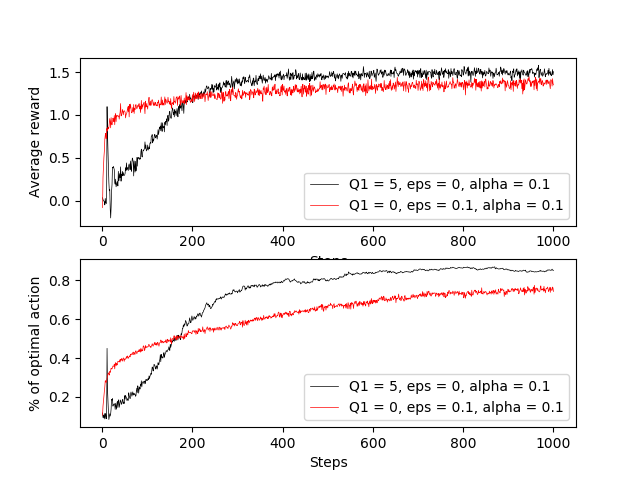 Average reward
1.5
1.0
0.5
0.0
Q1 = 5, eps = 0, alpha = 0.1
Q1 = 0, eps = 0.1, alpha = 0.1
0 200 400 600 800 1000
Steps
% of optimal action
0.8
0.6
0.4
0.2
Q1 = 5, eps = 0, alpha = 0.1
Q1 = 0, eps = 0.1, alpha = 0.1
0 200 400 600 800 1000
Steps